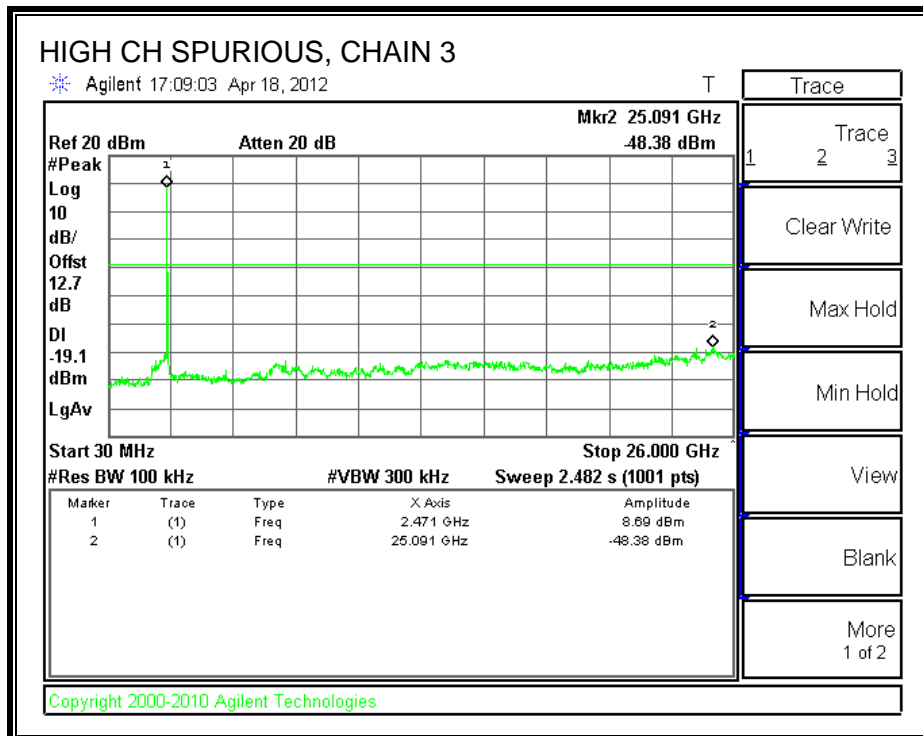 HIGH CH SPURIOUS, CHAIN 3
Agilent 17:09:03 Apr 18, 2012 T
Trace
Mkr2 25.091 GHz
Ref 20 dBm Atten 20 dB -48.38 dBm
#Peak
Log
10
dB/
Offst
12.7
dB
DI
-19.1
dBm
LgAv
1
2
Start 30 MHz Stop 26.000 GHz
#Res BW 100 kHz #VBW 300 kHz Sweep 2.482 s (1001 pts)
Marker Trace Type X Axis Amplitude
1 (1) Freq 2.471 GHz 8.69 dBm
2 (1) Freq 25.091 GHz -48.38 dBm
Trace
1 2 3
Clear Write
Max Hold
Min Hold
View
Blank
More
1 of 2
Copyright 2000-2010 Agilent Technologies